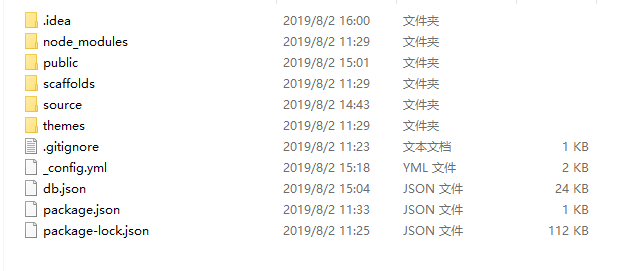 .idea 2019/8/2 16:00 文件夹
node_modules 2019/8/2 11:29 文件夹
public 2019/8/2 15:01 文件夹
scaffolds 2019/8/2 11:29 文件夹
source 2019/8/2 14:43 文件夹
themes 2019/8/2 11:29 文件夹
.gitignore 2019/8/2 11:23 文本文档 1 KB
_config.yml 2019/8/2 15:18 YML 文件 2 KB
db.json 2019/8/2 15:04 JSON 文件 24 KB
package.json 2019/8/2 11:33 JSON 文件 1 KB
package-lock.json 2019/8/2 11:25 JSON 文件 112 KB